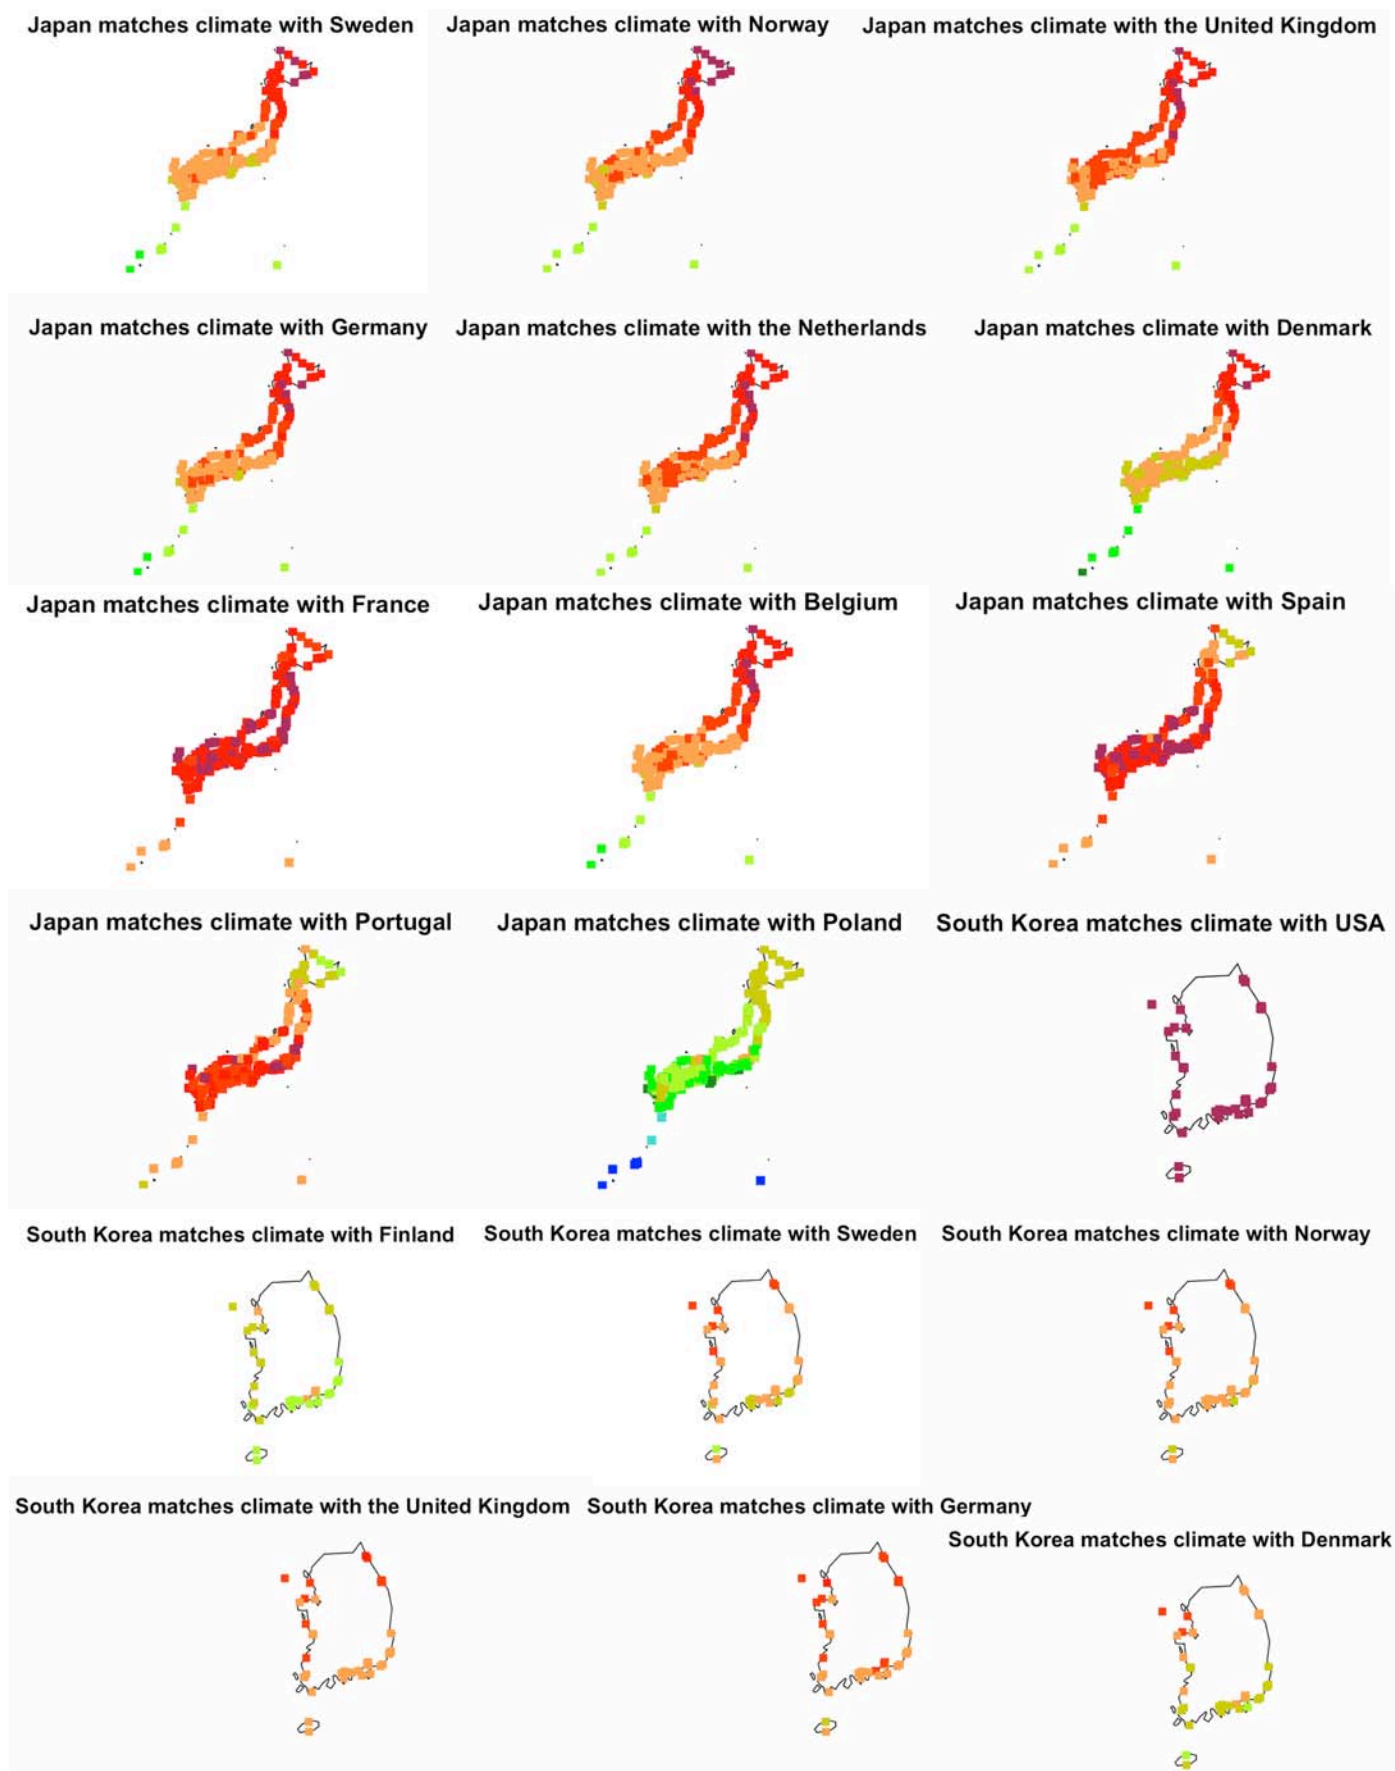 Japan matches climate with Sweden
Japan matches climate with Norway
Japan matches climate with the United Kingdom
Japan matches climate with Germany
Japan matches climate with the Netherlands
Japan matches climate with Denmark
Japan matches climate with France
Japan matches climate with Belgium
Japan matches climate with Spain
Japan matches climate with Portugal
Japan matches climate with Poland
South Korea matches climate with USA
South Korea matches climate with Finland
South Korea matches climate with Sweden
South Korea matches climate with Norway
South Korea matches climate with the United Kingdom
South Korea matches climate with Germany
South Korea matches climate with Denmark